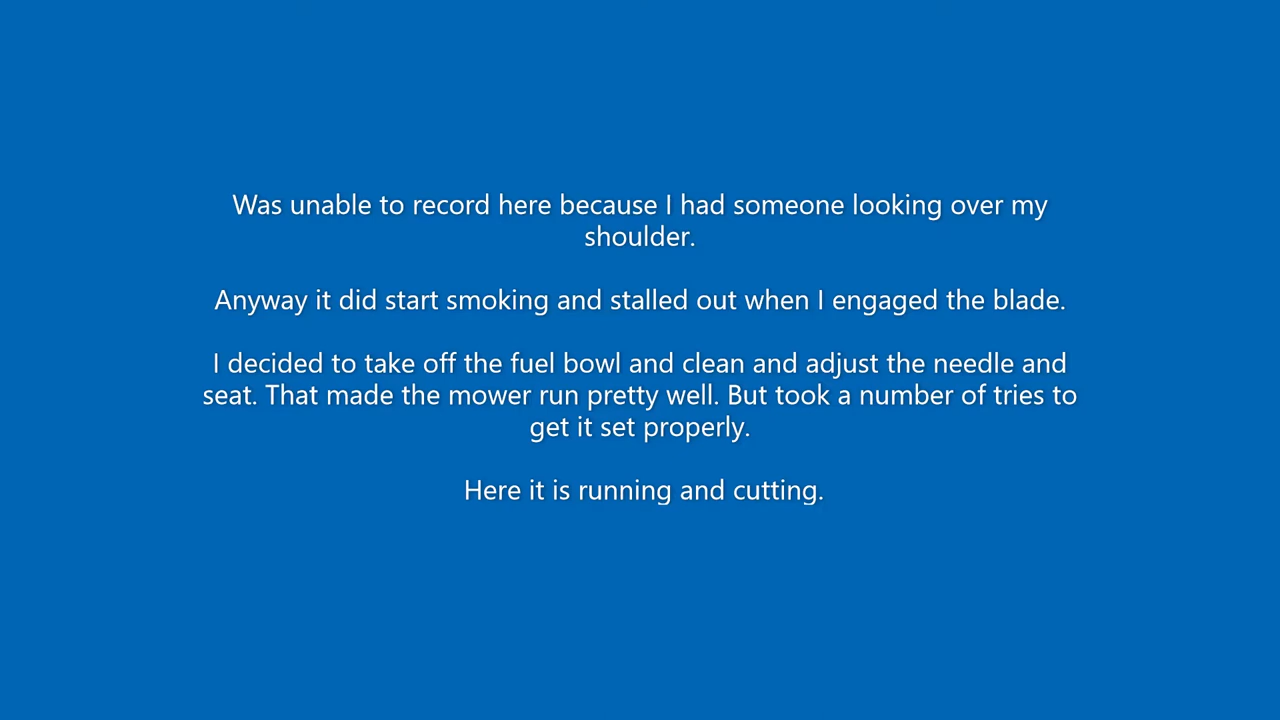 Was unable to record here because I had someone looking over my
shoulder.
Anyway it did start smoking and stalled out when I engaged the blade.
I decided to take off the fuel bowl and clean and adjust the needle and
seat. That made the mower run pretty well. But took a number of tries to
get it set properly.
Here it is running and cutting.